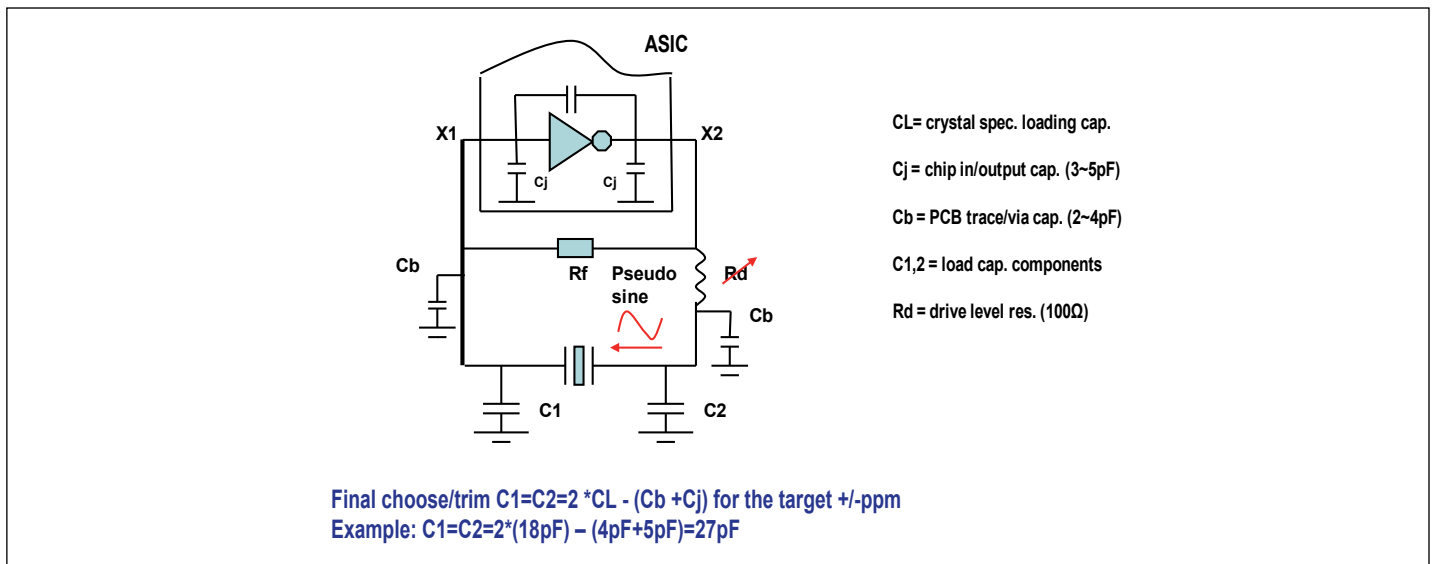 ASIC
X1
X2
Cj
Cj
Cb
Rf
Pseudo
sine
Rd
Cb
C1
C2
CL= crystal spec. loading cap.
Cj = chip in/output cap. (3~5pF)
Cb = PCB trace/via cap. (2~4pF)
C1,2 = load cap. components
Rd = drive level res. (100Ω)
Final choose/trim C1=C2=2 *CL - (Cb +Cj) for the target +/-ppm
Example: C1=C2=2*(18pF) – (4pF+5pF)=27pF